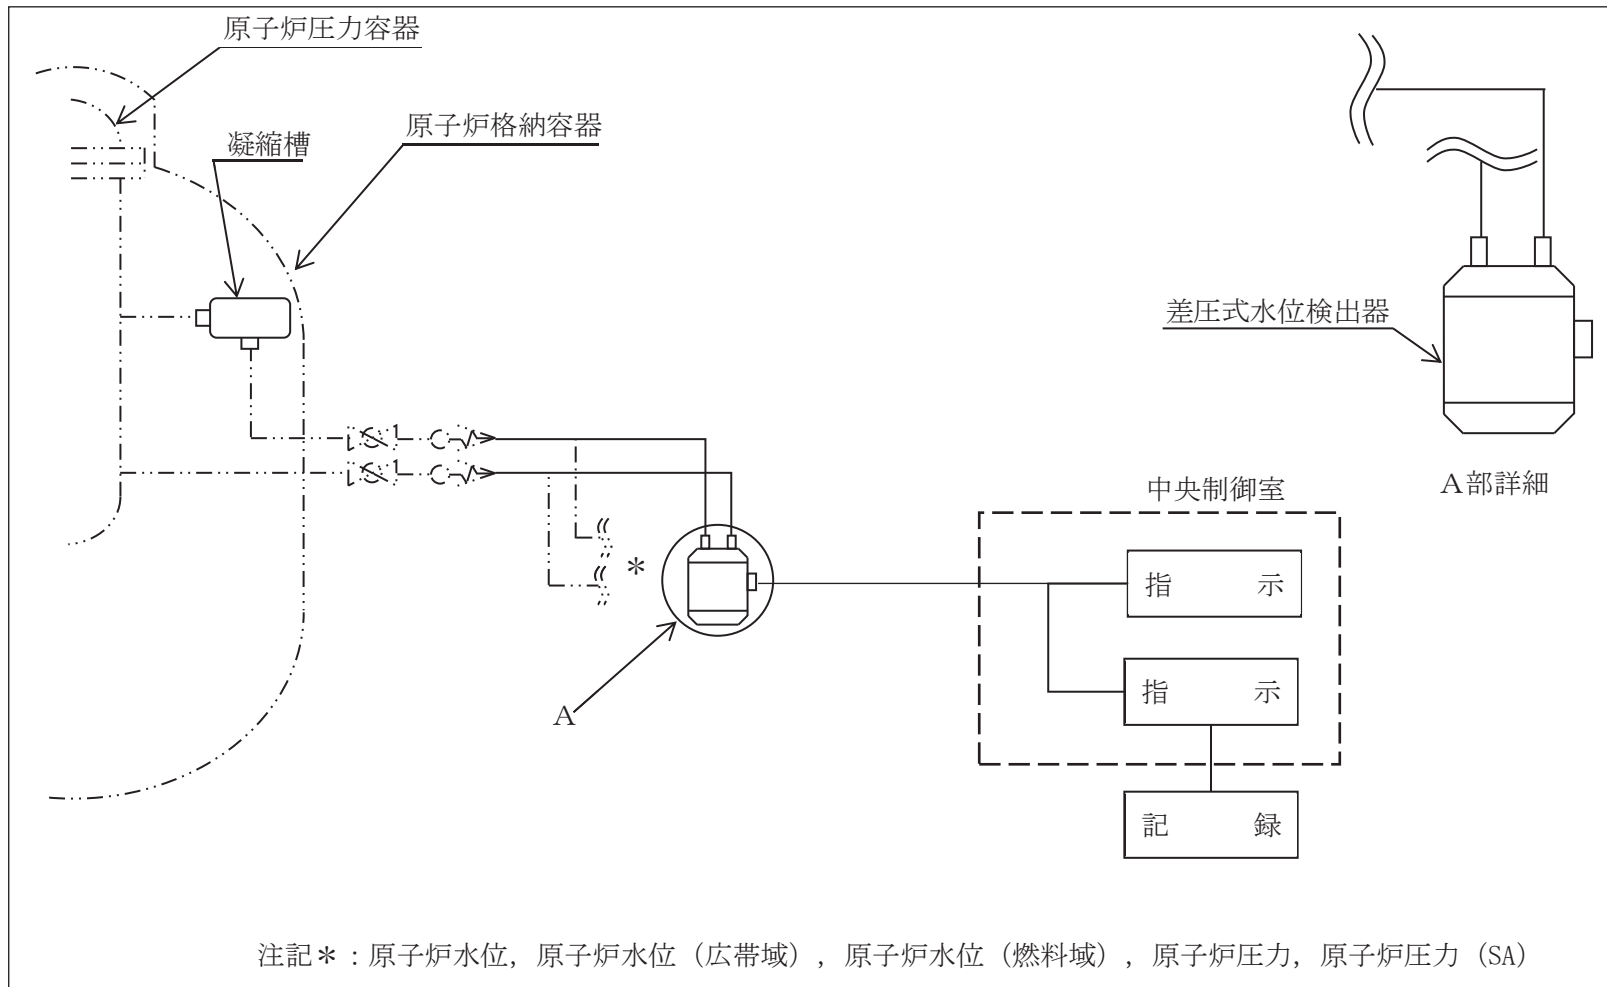 原子炉圧力容器
原子炉格納容器
凝縮槽
差圧式水位検出器
A部詳細
中央制御室
指 示
指 示
記 録
*
A
注記*:原子炉水位,原子炉水位(広帯域),原子炉水位(燃料域),原子炉圧力,原子炉圧力(SA)